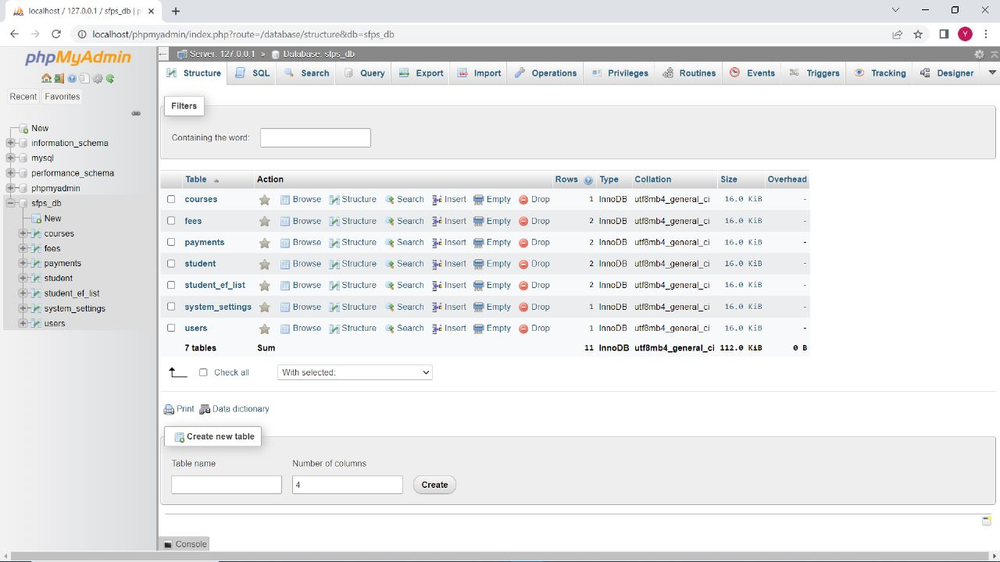 localhost / 127.0.0.1 / sfps_db | p
localhost/phpmyadmin/index.php?route=/database/structure&db=sfps_db
Y
phpMyAdmin
Recent Favorites
New
information_schema
mysql
performance_schema
phpmyadmin
sfps_db
New
courses
fees
payments
student
student_ef_list
system_settings
users
Server: 127.0.0.1 » Database: sfps_db
Structure SQL Search Query Export Import Operations Privileges Routines Events Triggers Tracking Designer
Filters
Containing the word:
Table Action Rows Type Collation Size Overhead
courses Browse Structure Search Insert Empty Drop 1 InnoDB utf8mb4_general_ci 16.0 KiB -
fees Browse Structure Search Insert Empty Drop 2 InnoDB utf8mb4_general_ci 16.0 KiB -
payments Browse Structure Search Insert Empty Drop 2 InnoDB utf8mb4_general_ci 16.0 KiB -
student Browse Structure Search Insert Empty Drop 2 InnoDB utf8mb4_general_ci 16.0 KiB -
student_ef_list Browse Structure Search Insert Empty Drop 2 InnoDB utf8mb4_general_ci 16.0 KiB -
system_settings Browse Structure Search Insert Empty Drop 1 InnoDB utf8mb4_general_ci 16.0 KiB -
users Browse Structure Search Insert Empty Drop 1 InnoDB utf8mb4_general_ci 16.0 KiB -
7 tables Sum 11 InnoDB utf8mb4_general_ci 112.0 KiB 0 B
Check all With selected:
Print Data dictionary
Create new table
Table name Number of columns
4 Create
Console